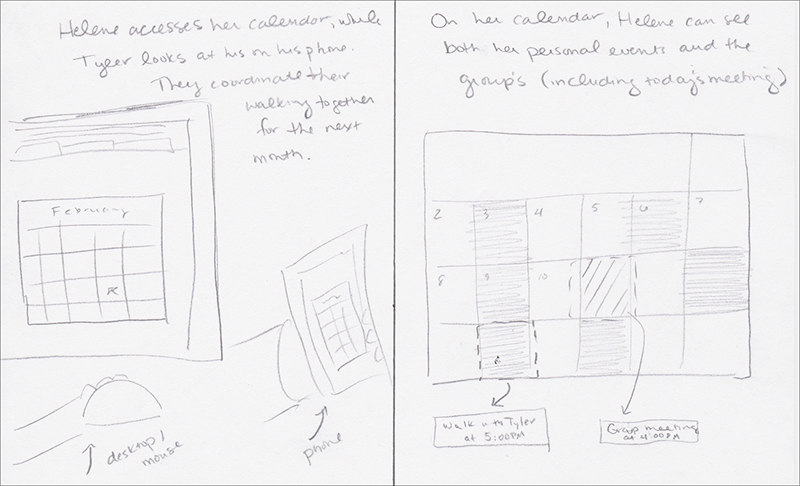 Helene accesses her calendar, while
Tyler looks at his on his phone.
They coordinate their
walking together
for the next
month.
February
desktop/
mouse
phone
On her calendar, Helene can see
both her personal events and the
group's (including today's meeting)
2 3 4 5 6 7
8 9 10
Walk with Tyler
at 5:00PM
Group meeting
at 4:00PM